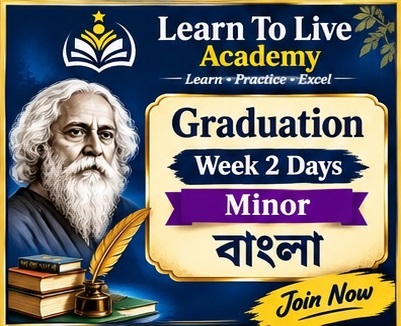 Learn To Live
Academy
Learn • Practice • Excel
Graduation
Week 2 Days
Minor
বাংলা
Join Now